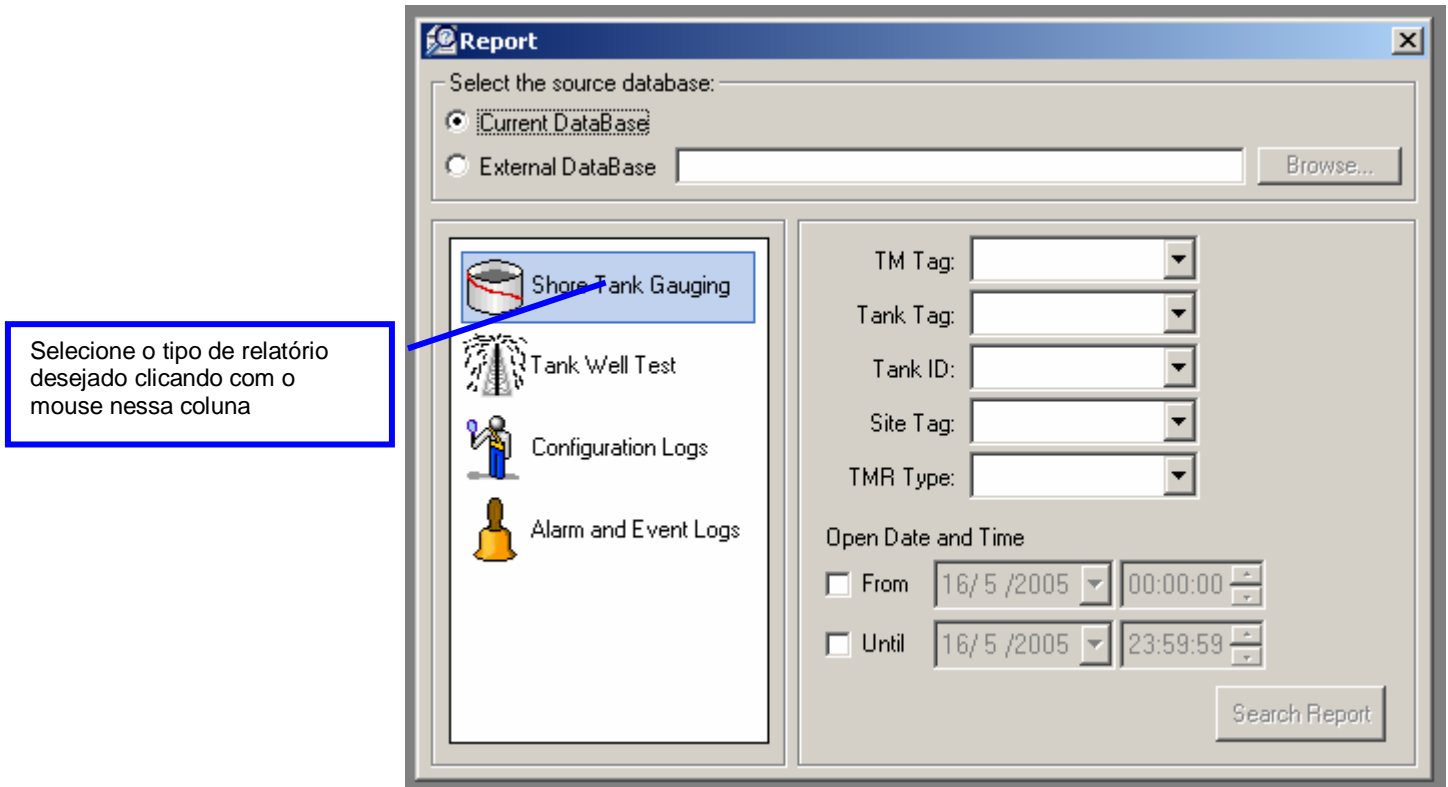 Report
Select the source database:
Current DataBase
External DataBase
Browse...
Shore Tank Gauging
Tank Well Test
Configuration Logs
Alarm and Event Logs
Selecione o tipo de relatório
desejado clicando com o
mouse nessa coluna
TM Tag:
Tank Tag:
Tank ID:
Site Tag:
TMR Type:
Open Date and Time
From 16/ 5 /2005 00:00:00
Until 16/ 5 /2005 23:59:59
Search Report